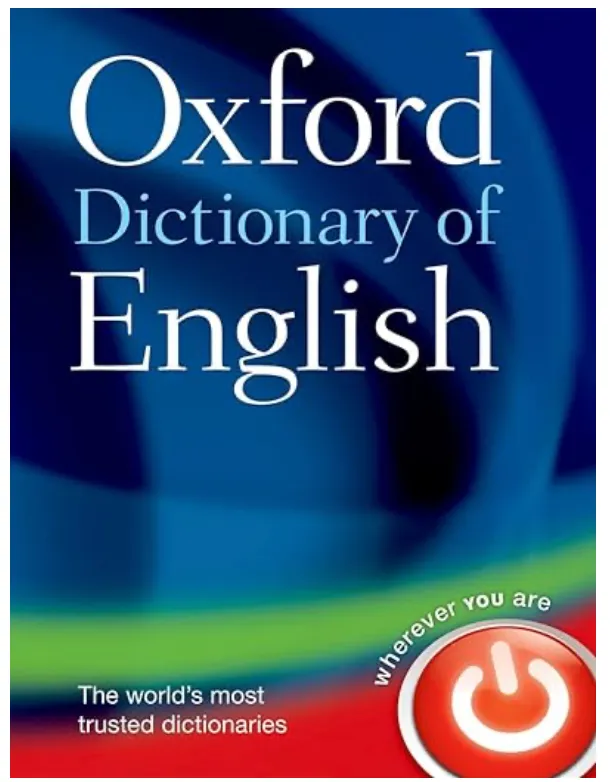 Oxford
Dictionary of
English
wherever YOU are
The world's most
trusted dictionaries